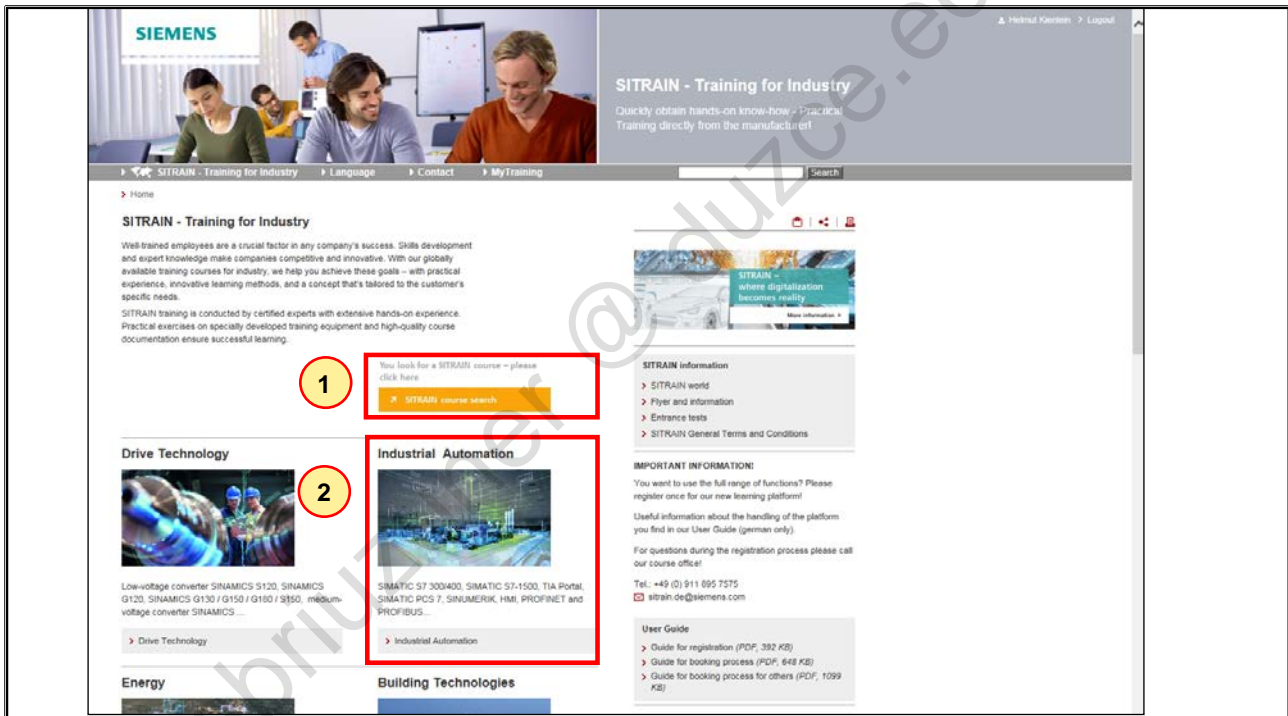 SIEMENS
Helmut Kienlein > Logout
SITRAIN - Training for Industry
Quickly obtain hands-on know-how - Practical
Training directly from the manufacturer!
SITRAIN - Training for Industry
Language
Contact
MyTraining
Search
Home
SITRAIN - Training for Industry
Well-trained employees are a crucial factor in any company's success. Skills development
and expert knowledge make companies competitive and innovative. With our globally
available training courses for industry, we help you achieve these goals – with practical
experience, innovative learning methods, and a concept that's tailored to the customer's
specific needs.
SITRAIN training is conducted by certified experts with extensive hands-on experience.
Practical exercises on specially developed training equipment and high-quality course
documentation ensure successful learning.
1
You look for a SITRAIN course – please
click here
SITRAIN course search
Drive Technology
Low-voltage converter SINAMICS S120, SINAMICS
G120, SINAMICS G130 / G150 / G180 / S150, medium-
voltage converter SINAMICS ...
Drive Technology
2
Industrial Automation
SIMATIC S7 300/400, SIMATIC S7-1500, TIA Portal,
SIMATIC PCS 7, SINUMERIK, HMI, PROFINET and
PROFIBUS...
Industrial Automation
Energy
Building Technologies
SITRAIN –
where digitalization
becomes reality
More information >
SITRAIN information
SITRAIN world
Flyer and information
Entrance tests
SITRAIN General Terms and Conditions
IMPORTANT INFORMATION!
You want to use the full range of functions? Please
register once for our new learning platform!
Useful information about the handling of the platform
you find in our User Guide (german only).
For questions during the registration process please call
our course office!
Tel.: +49 (0) 911 895 7575
sitrain.de@siemens.com
User Guide
Guide for registration (PDF, 392 KB)
Guide for booking process (PDF, 648 KB)
Guide for booking process for others (PDF, 1099
KB)
briuziner @ duzce.ed